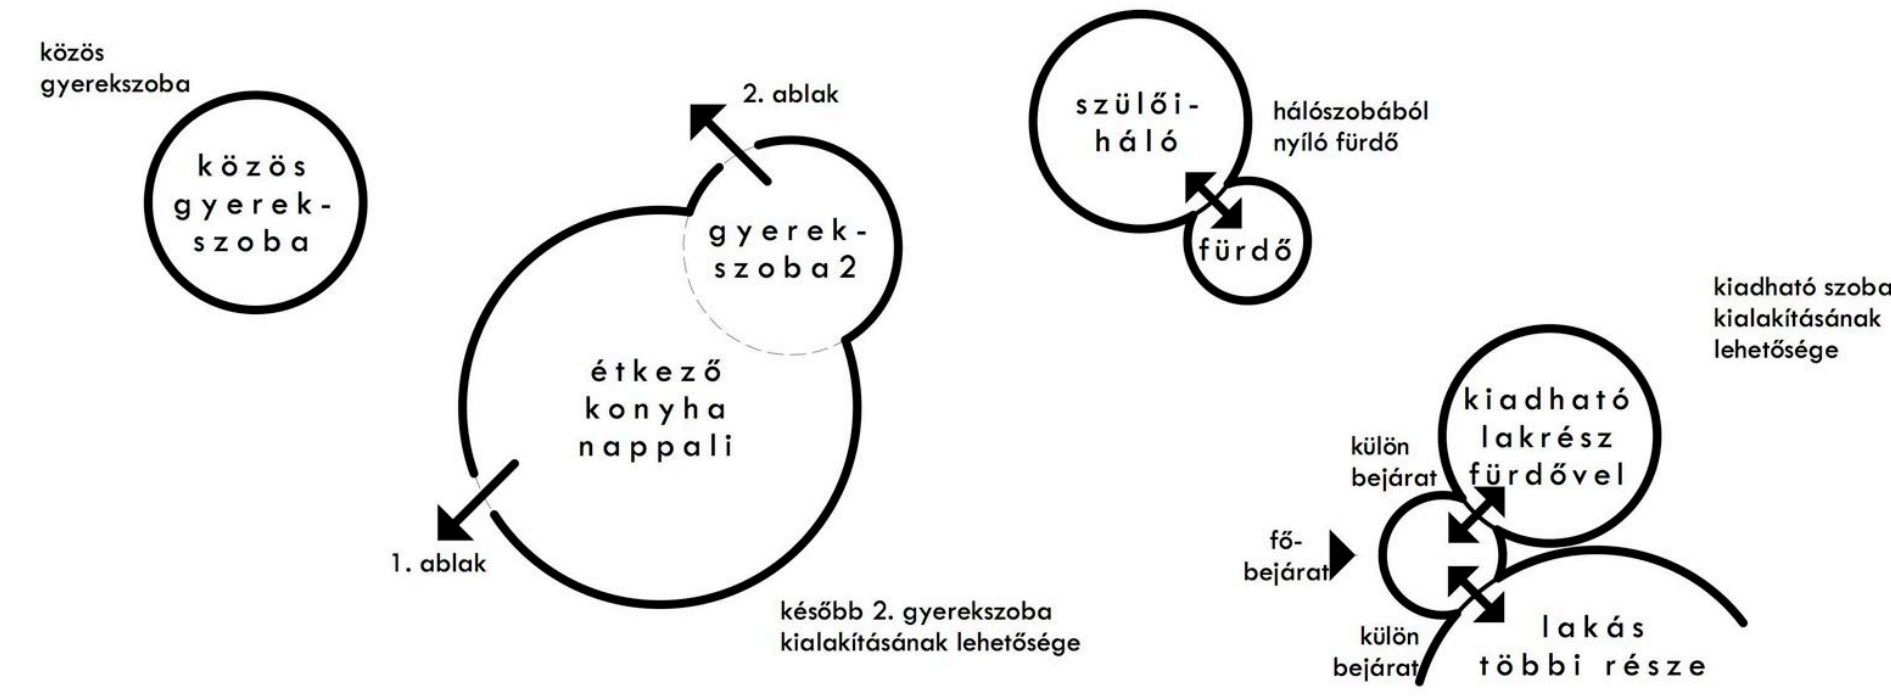 közös
gyerekszoba
közös
gyerek-
szoba
2. ablak
gyerek-
szoba2
étkező
konyha
nappali
1. ablak
később 2. gyerekszoba
kialakításának lehetősége
szülői-
háló
hálószobából
nyíló fürdő
fürdő
kiadható szoba
kialakításának
lehetősége
kiadható
lakrész
fürdővel
külön
bejárat
fő-
bejárat
külön
bejárat
lakás
többi része